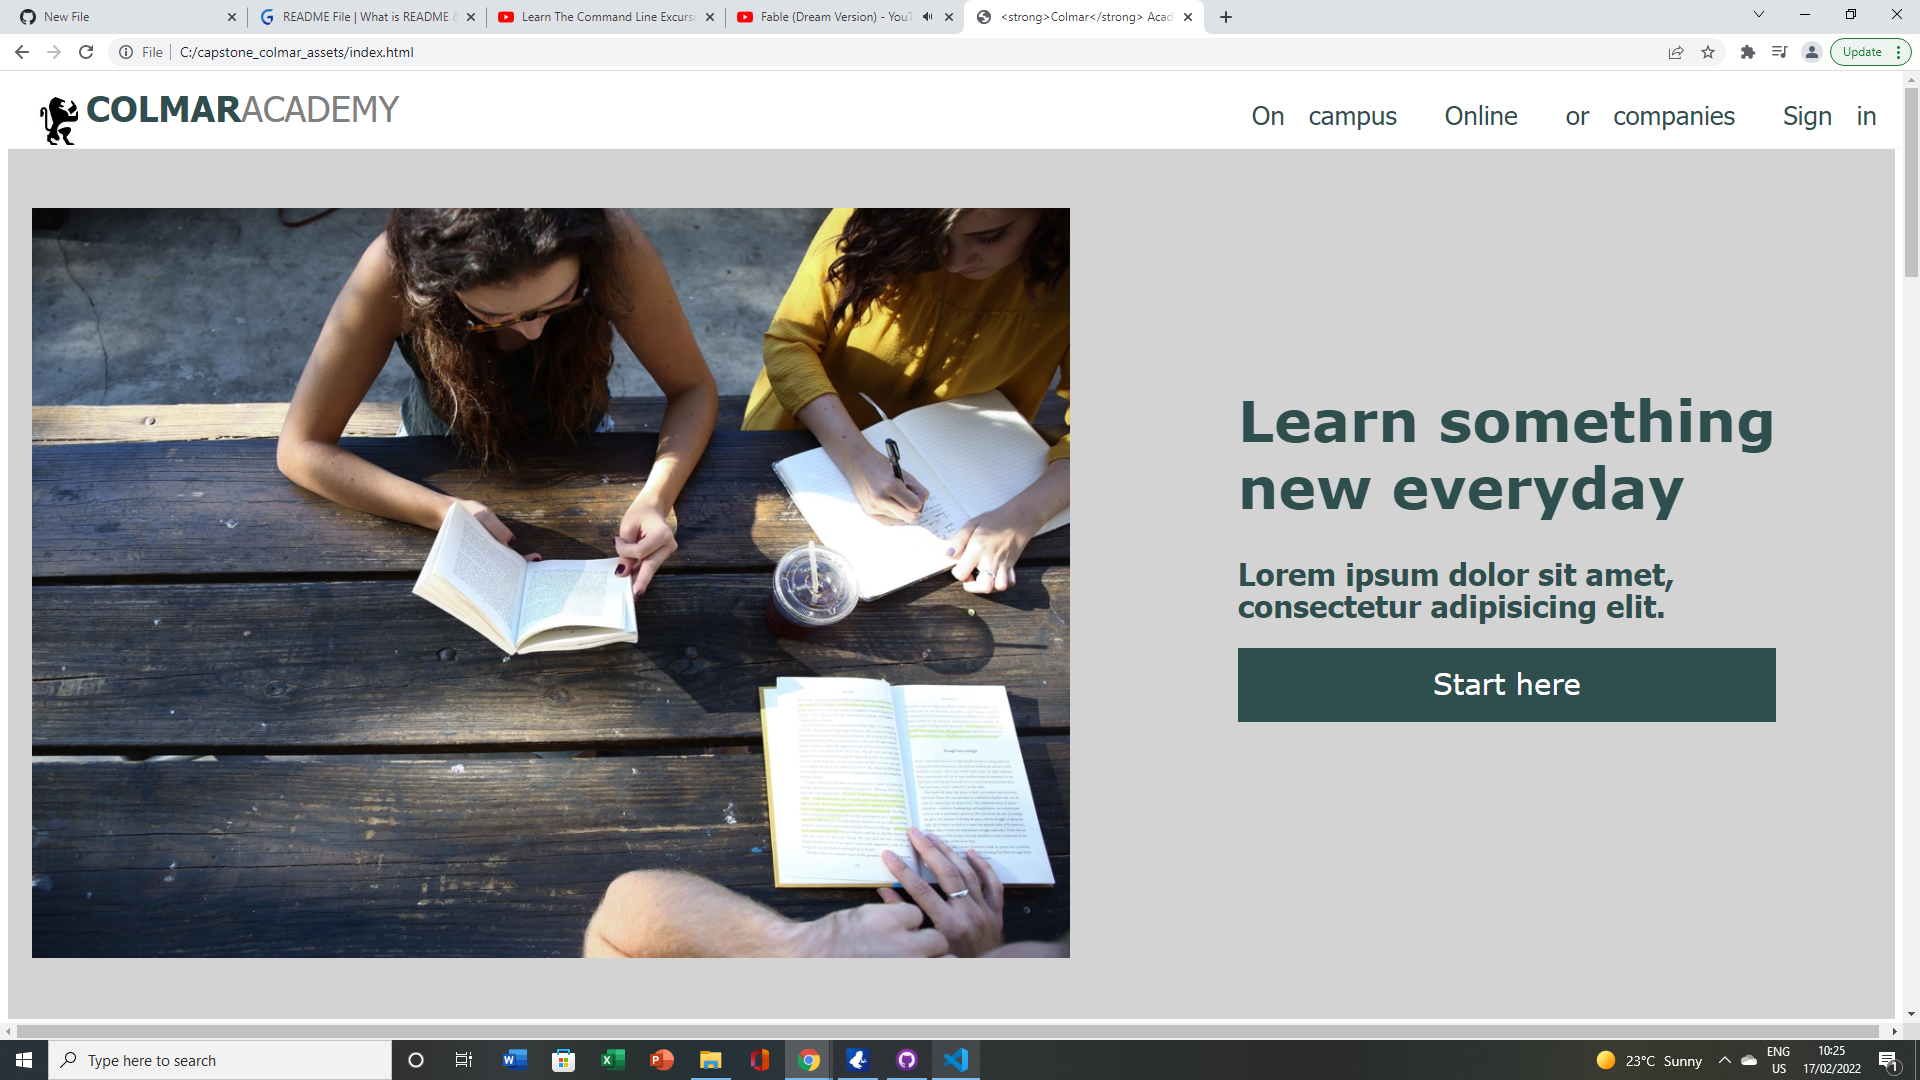 New File
README File | What is README &
Learn The Command Line Excurs
Fable (Dream Version) - YouT
<strong>Colmar</strong> Acad
File
C:/capstone_colmar_assets/index.html
Update
COLMARACADEMY
On campus Online or companies Sign in
Learn something
new everyday
Lorem ipsum dolor sit amet,
consectetur adipisicing elit.
Start here
Type here to search
23°C Sunny
ENG
US
10:25
17/02/2022
1